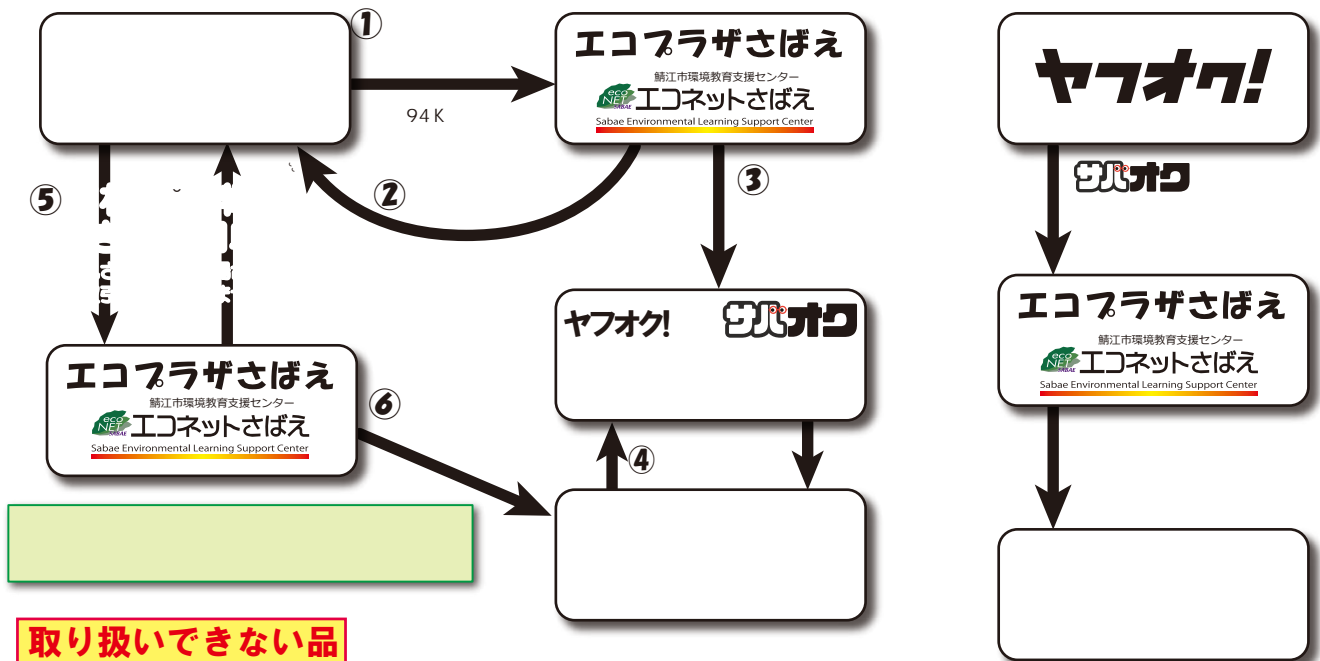 ①
エコプラザさばえ
鯖江市環境教育支援センター
eco NET SABAE
エコネットさばえ
Sabae Environmental Learning Support Center
94K
②
③
⑤
ヤフオク!
サバオク
エコプラザさばえ
鯖江市環境教育支援センター
eco NET SABAE
エコネットさばえ
Sabae Environmental Learning Support Center
⑥
④
取り扱いできない品
ヤフオク!
サバオク
エコプラザさばえ
鯖江市環境教育支援センター
eco NET SABAE
エコネットさばえ
Sabae Environmental Learning Support Center